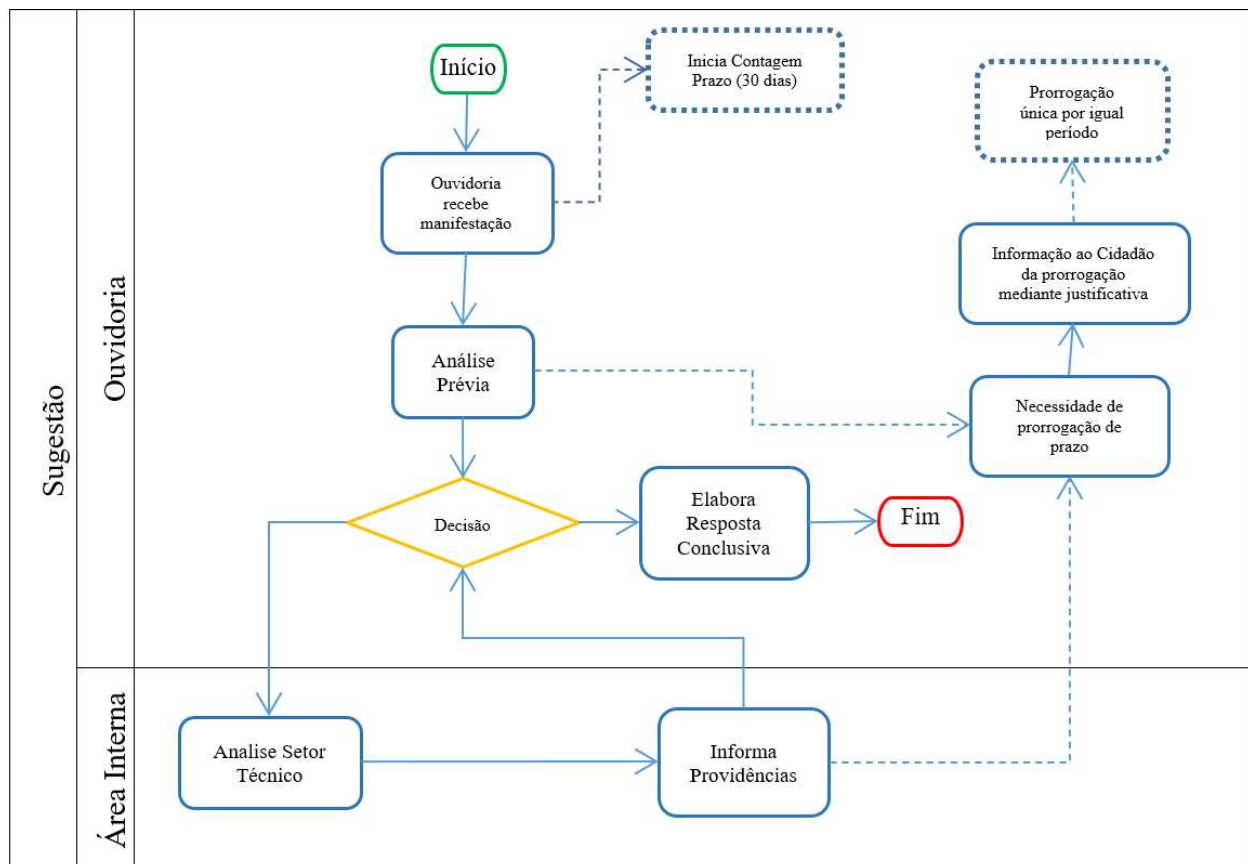 Sugestão
Ouvidoria
Início
Inicia Contagem
Prazo (30 dias)
Prorrogação
única por igual
período
Ouvidoria
recebe
manifestação
Informação ao Cidadão
da prorrogação
mediante justificativa
Análise
Prévia
Necessidade de
prorrogação de
prazo
Decisão
Elabora
Resposta
Conclusiva
Fim
Área Interna
Analise Setor
Técnico
Informa
Providências